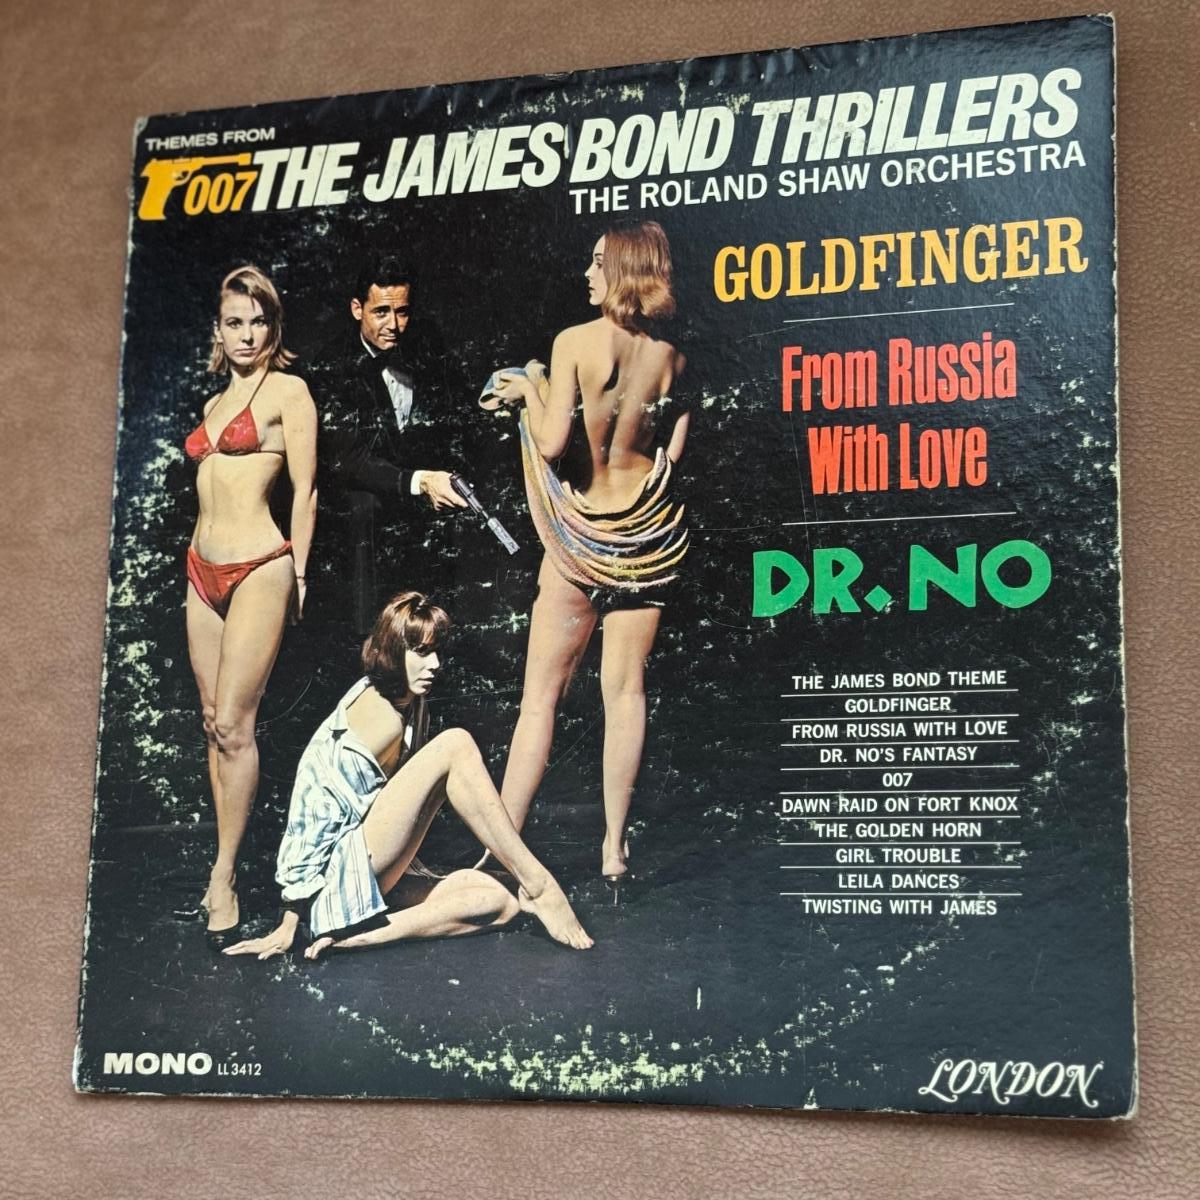 THEMES FROM
007 THE JAMES BOND THRILLERS
THE ROLAND SHAW ORCHESTRA
GOLDFINGER
From Russia
With Love
DR. NO
THE JAMES BOND THEME
GOLDFINGER
FROM RUSSIA WITH LOVE
DR. NO'S FANTASY
007
DAWN RAID ON FORT KNOX
THE GOLDEN HORN
GIRL TROUBLE
LEILA DANCES
TWISTING WITH JAMES
MONO LL 3412
LONDON